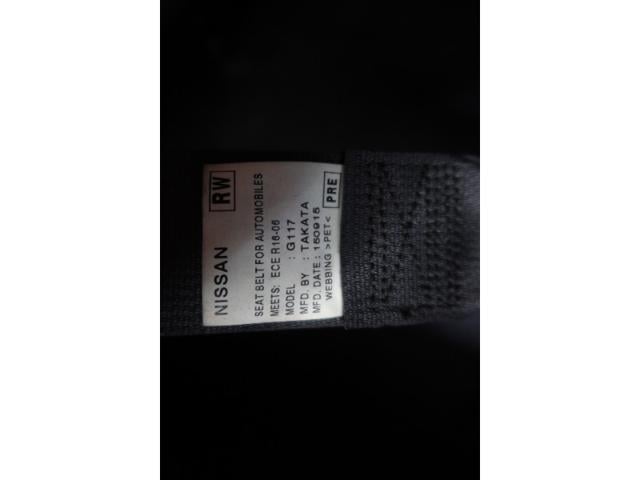 NISSAN RW
SEAT BELT FOR AUTOMOBILES
MEETS: ECE R16-06
MODEL : G117
MFD. BY : TAKATA
MFD. DATE : 150915
WEBBING >PET< PRE